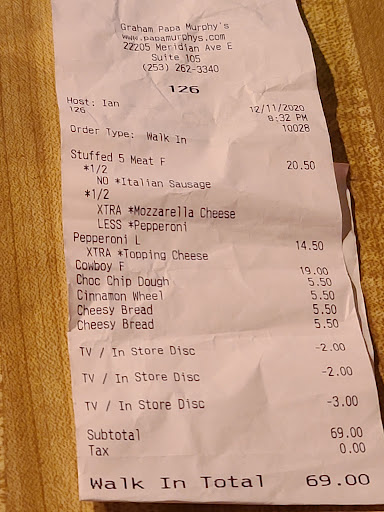 Graham Papa Murphy's
www.papamurphys.com
22205 Meridian Ave E
Suite 105
(253) 262-3340
126
Host: Ian 12/11/2020
126 8:32 PM
10028
Order Type: Walk In
Stuffed 5 Meat F 20.50
*1/2
NO *Italian Sausage
*1/2
XTRA *Mozzarella Cheese
LESS *Pepperoni
Pepperoni L 14.50
XTRA *Topping Cheese
Cowboy F 19.00
Choc Chip Dough 5.50
Cinnamon Wheel 5.50
Cheesy Bread 5.50
Cheesy Bread 5.50
TV / In Store Disc -2.00
TV / In Store Disc -2.00
TV / In Store Disc -3.00
Subtotal 69.00
Tax 0.00
Walk In Total 69.00